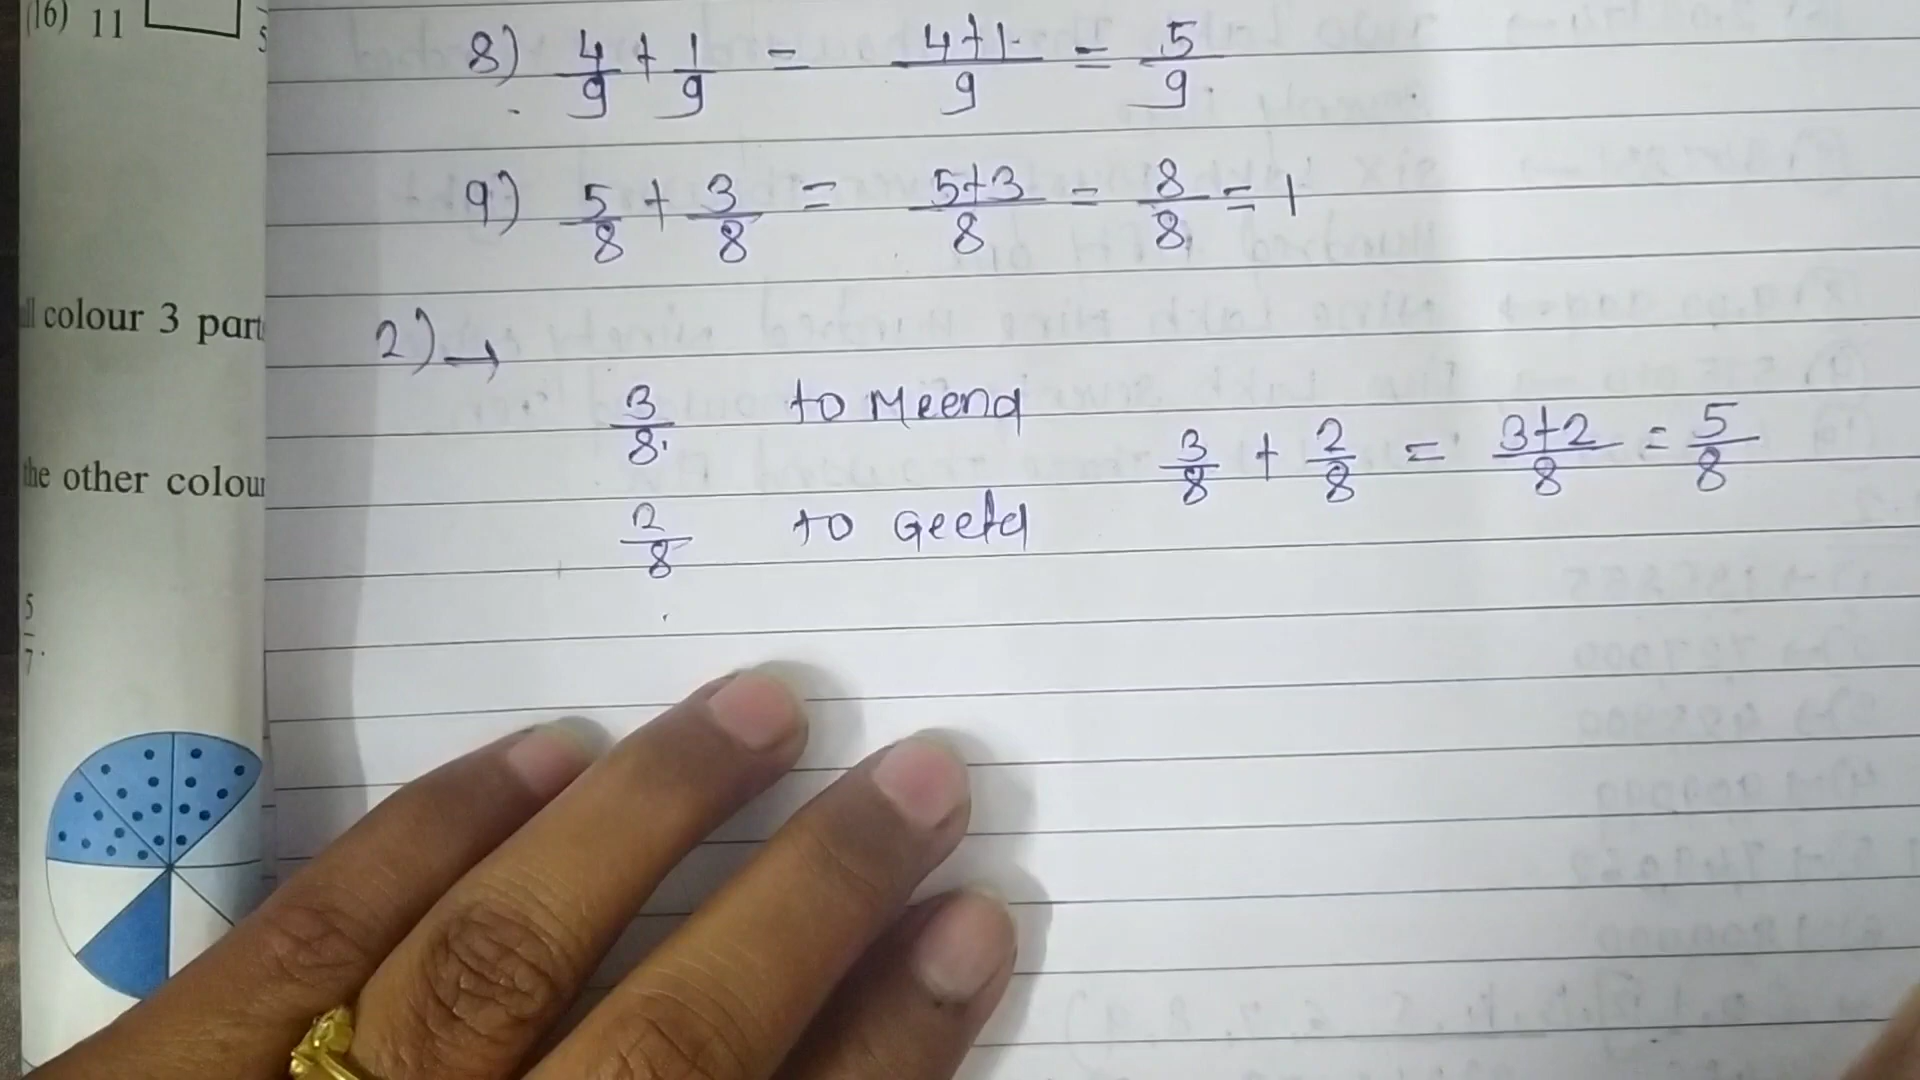 (16) 11
ll colour 3 part
the other colour
5/7.
8) 4/9 + 1/9 = 4+1/9 = 5/9
9) 5/8 + 3/8 = 5+3/8 = 8/8 = 1
2) →
3/8 to Meena
3/8 + 2/8 = 3+2/8 = 5/8
2/8 to Geeta